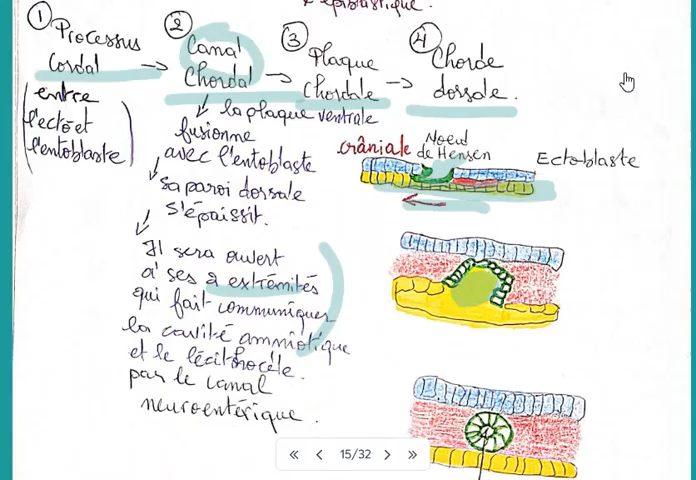 l'épiblastique.
① Processus
Cordal →
(entre
l'ecto et
l'entoblaste)
② Canal
Chordal →
↙ la plaque ventrale
fusionne
avec l'entoblaste
↙ Sa paroi dorsale
s'épaissit.
↙
Il sera ouvert
à ses 2 extrémités
qui fait communiquer
la cavité amniotique
et le lécithocéle.
par le canal
neuroentérique.
③ Plaque
Chordale →
④ Chorde
dorsale.
crâniale
Noeud
de Hensen
Ectoblaste
15/32